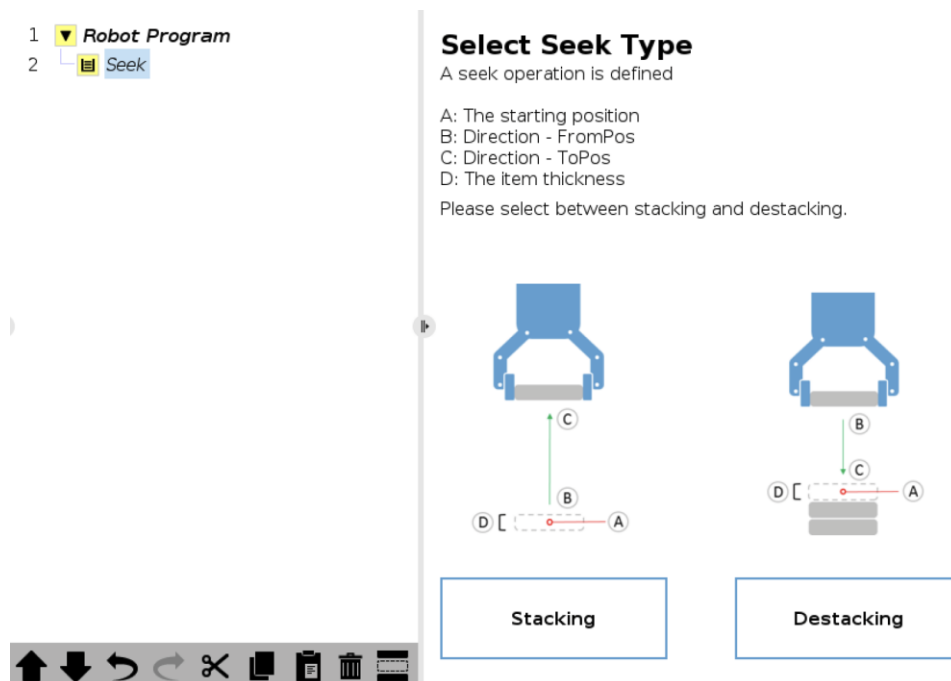 1 Robot Program
2 Seek
Select Seek Type
A seek operation is defined
A: The starting position
B: Direction - FromPos
C: Direction - ToPos
D: The item thickness
Please select between stacking and destacking.
C
B
D A
B
C
D A
Stacking
Destacking